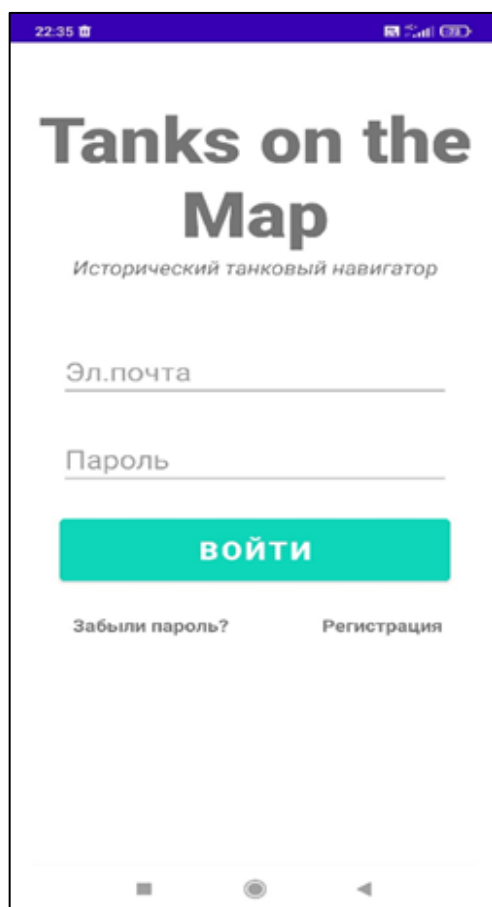 22:35
Tanks on the
Map
Исторический танковый навигатор
Эл.почта
Пароль
ВОЙТИ
Забыли пароль?
Регистрация